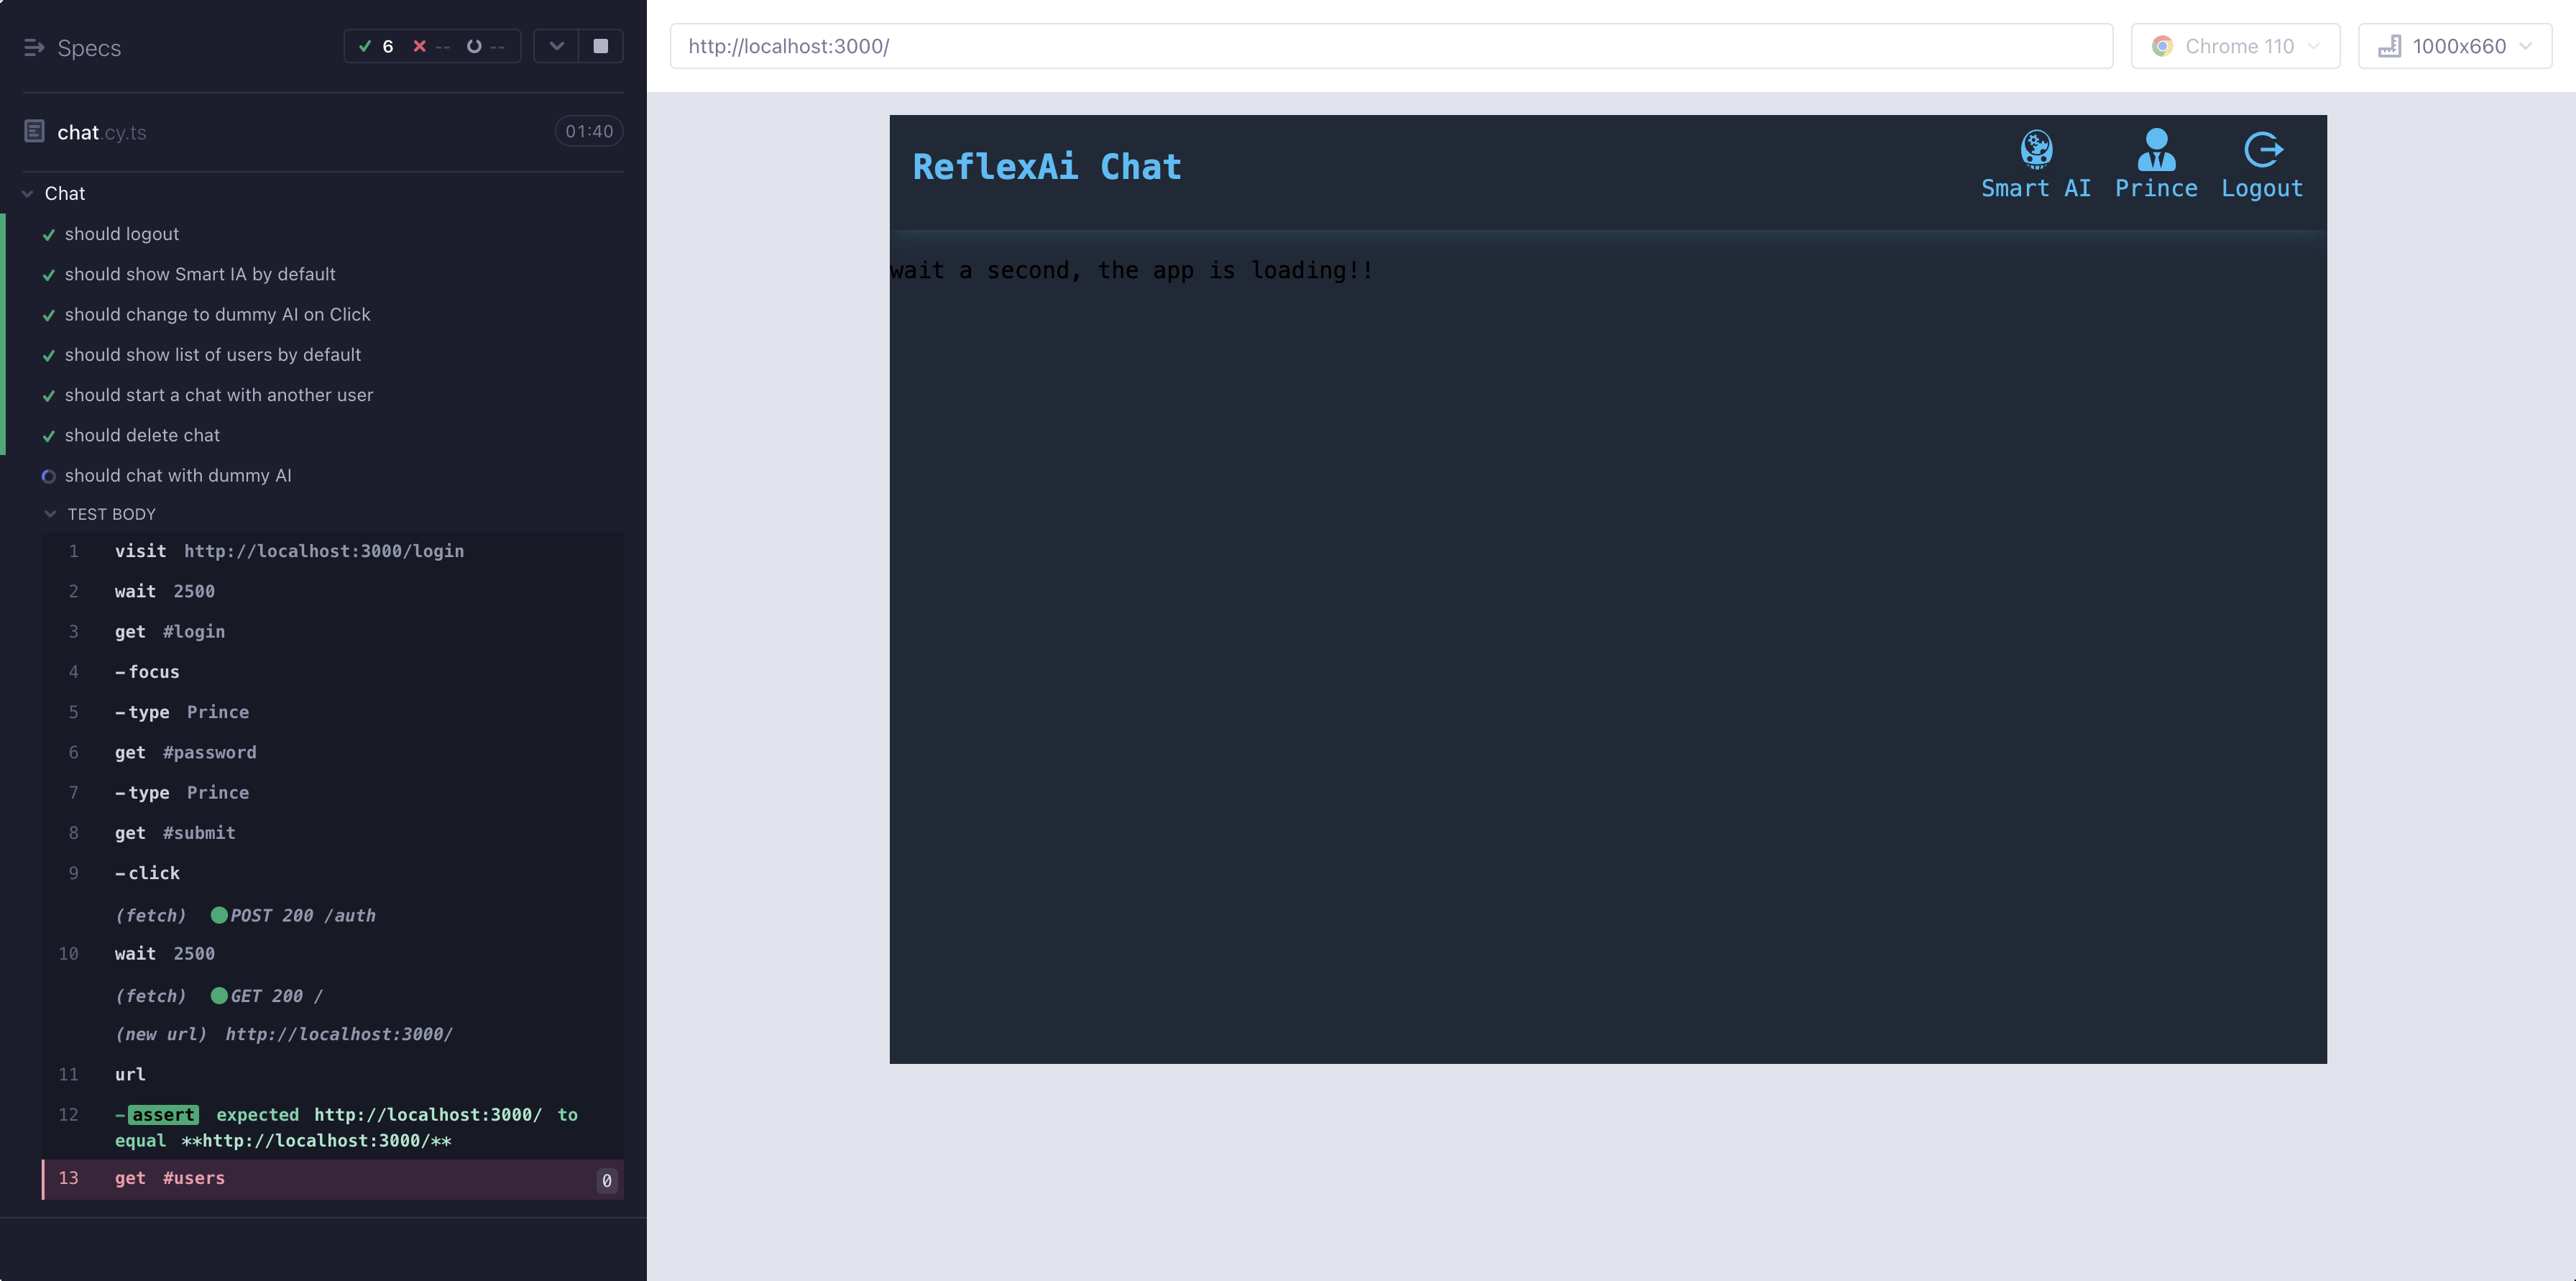 Specs
6 -- --
chat.cy.ts 01:40
Chat
should logout
should show Smart IA by default
should change to dummy AI on Click
should show list of users by default
should start a chat with another user
should delete chat
should chat with dummy AI
TEST BODY
1 visit http://localhost:3000/login
2 wait 2500
3 get #login
4 -focus
5 -type Prince
6 get #password
7 -type Prince
8 get #submit
9 -click
(fetch) POST 200 /auth
10 wait 2500
(fetch) GET 200 /
(new url) http://localhost:3000/
11 url
12 -assert expected http://localhost:3000/ to
equal **http://localhost:3000/**
13 get #users 0
http://localhost:3000/
Chrome 110
1000x660
ReflexAi Chat
Smart AI Prince Logout
wait a second, the app is loading!!